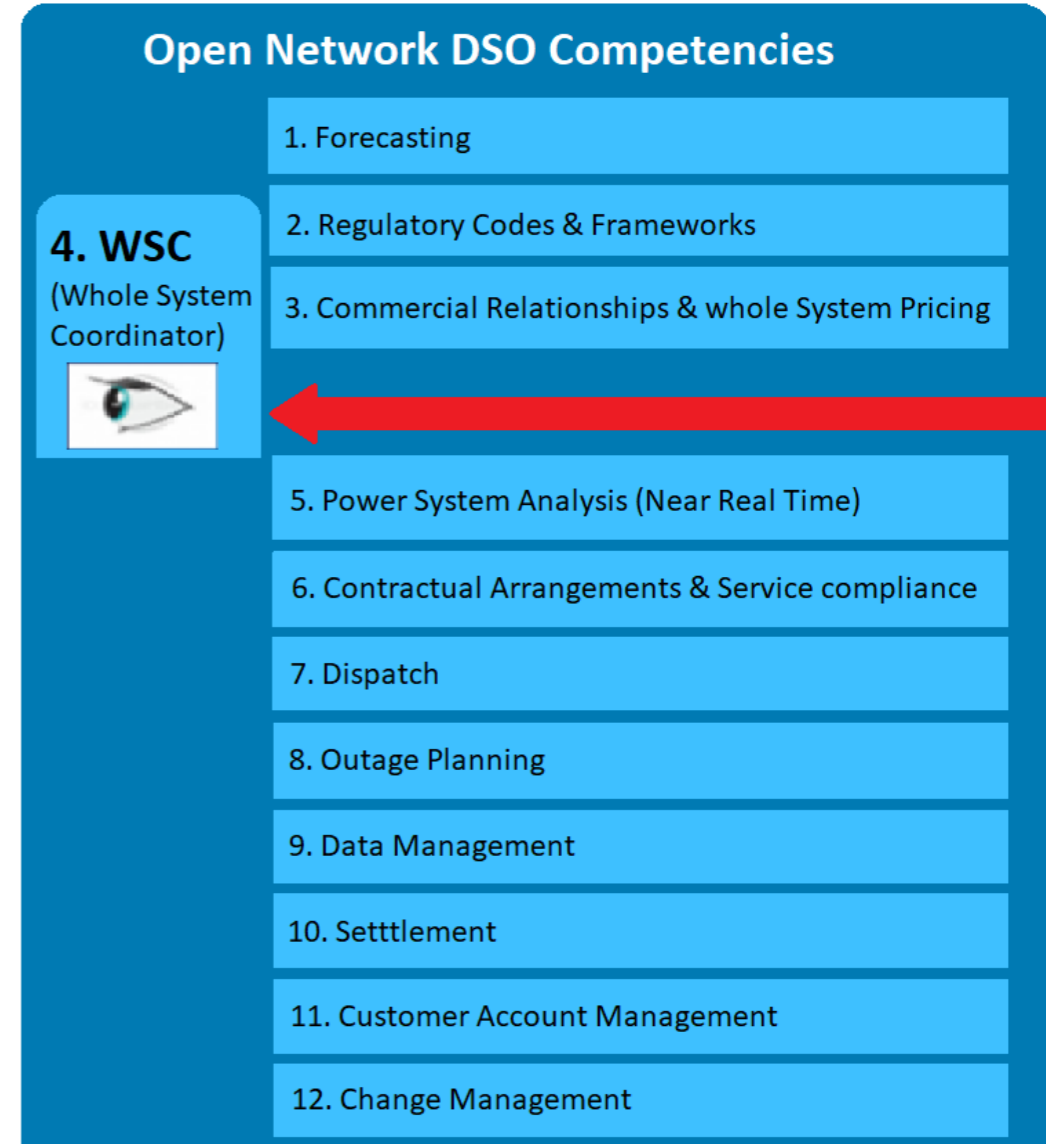 Open Network DSO Competencies
1. Forecasting
2. Regulatory Codes & Frameworks
3. Commercial Relationships & whole System Pricing
4. WSC
(Whole System
Coordinator)
5. Power System Analysis (Near Real Time)
6. Contractual Arrangements & Service compliance
7. Dispatch
8. Outage Planning
9. Data Management
10. Setttlement
11. Customer Account Management
12. Change Management